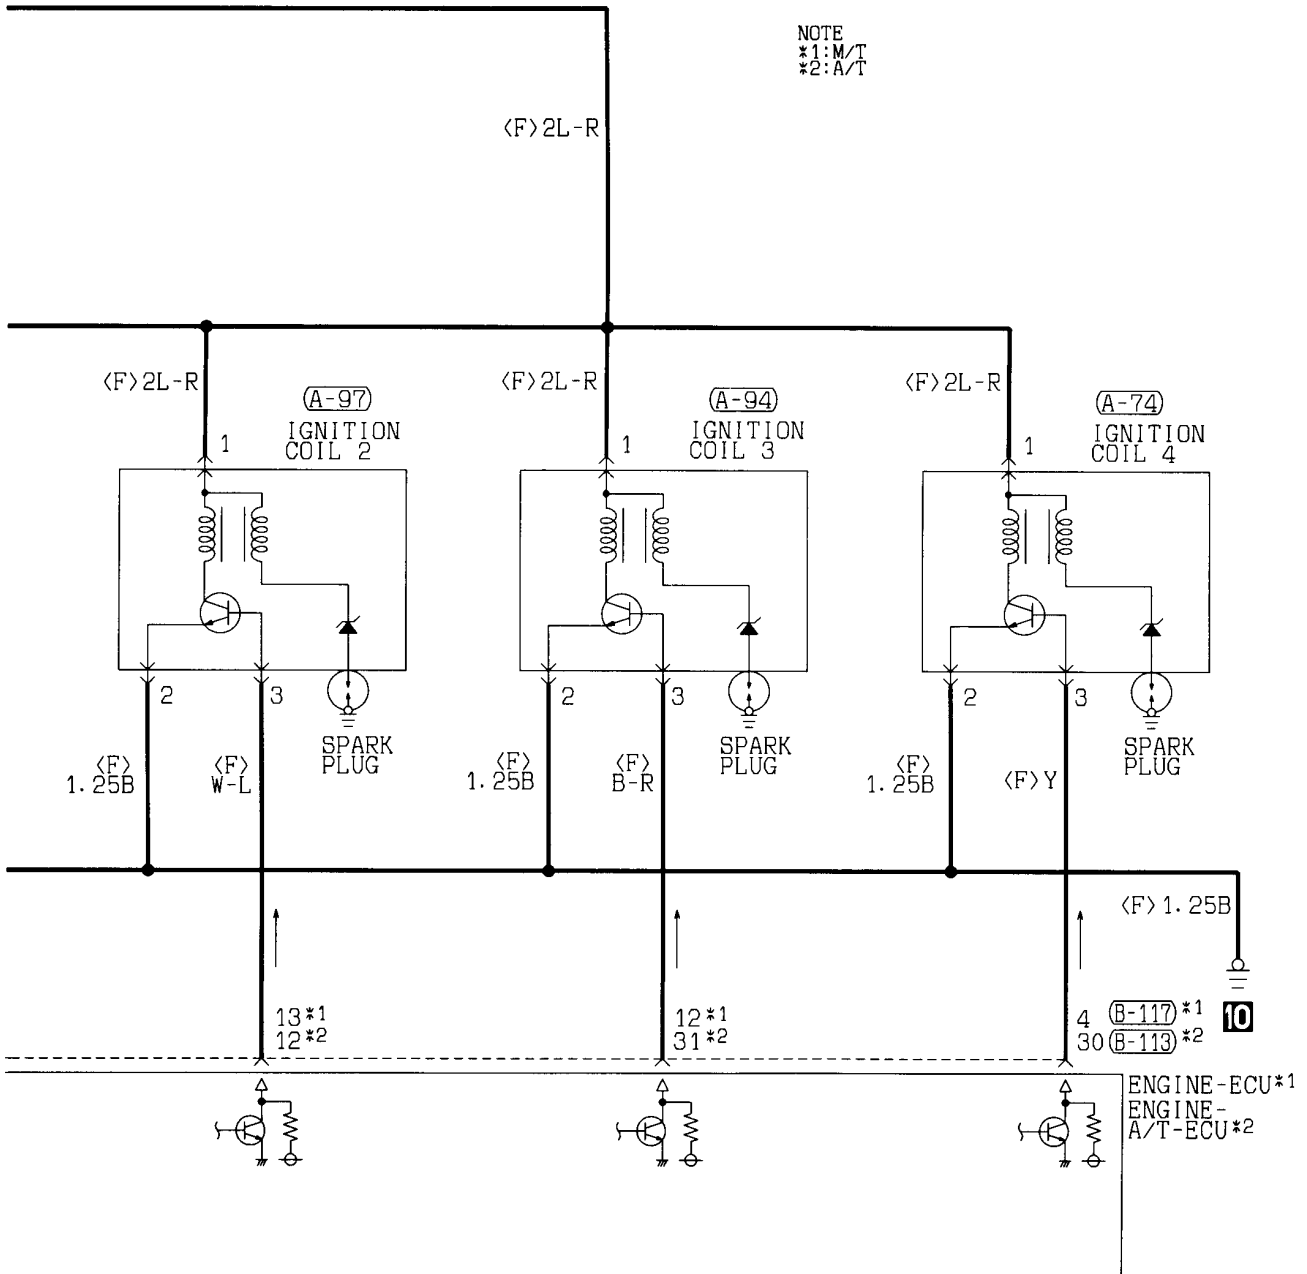 NOTE
*1:M/T
*2:A/T
<F>2L-R
<F>2L-R
<F>2L-R
<F>2L-R
A-97
IGNITION
COIL 2
A-94
IGNITION
COIL 3
A-74
IGNITION
COIL 4
1
1
1
2
3
2
3
2
3
SPARK
PLUG
SPARK
PLUG
SPARK
PLUG
<F>
1.25B
<F>
W-L
<F>
1.25B
<F>
B-R
<F>
1.25B
<F>Y
<F>1.25B
13*1
12*2
12*1
31*2
4 B-117*1
30 B-113*2
10
ENGINE-ECU*1
ENGINE-
A/T-ECU*2